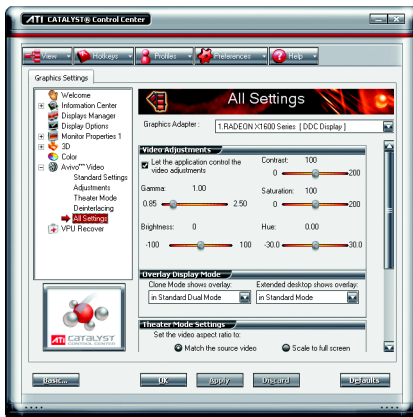 ATI CATALYST® Control Center
View Hotkeys Profiles Preferences Help
Graphics Settings
Welcome
Information Center
Displays Manager
Display Options
Monitor Properties 1
3D
Color
Avivo™ Video
Standard Settings
Adjustments
Theater Mode
Deinterlacing
All Settings
VPU Recover
ATI CATALYST
CONTROL CENTER
All Settings
Graphics Adapter: 1.RADEON X1600 Series [ DDC Display ]
Video Adjustments
Let the application control the
video adjustments
Contrast: 100
0 200
Gamma: 1.00
0.85 2.50
Saturation: 100
0 200
Brightness: 0
-100 100
Hue: 0.00
-30.0 30.0
Overlay Display Mode
Clone Mode shows overlay: Extended desktop shows overlay:
in Standard Dual Mode in Standard Mode
Theater Mode Settings
Set the video aspect ratio to:
Match the source video Scale to full screen
Basic... OK Apply Discard Defaults